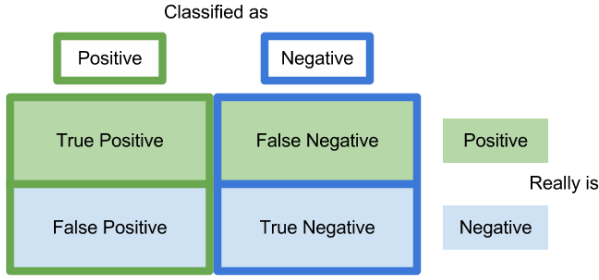 Classified as
Positive Negative
True Positive False Negative Positive
Really is
False Positive True Negative Negative